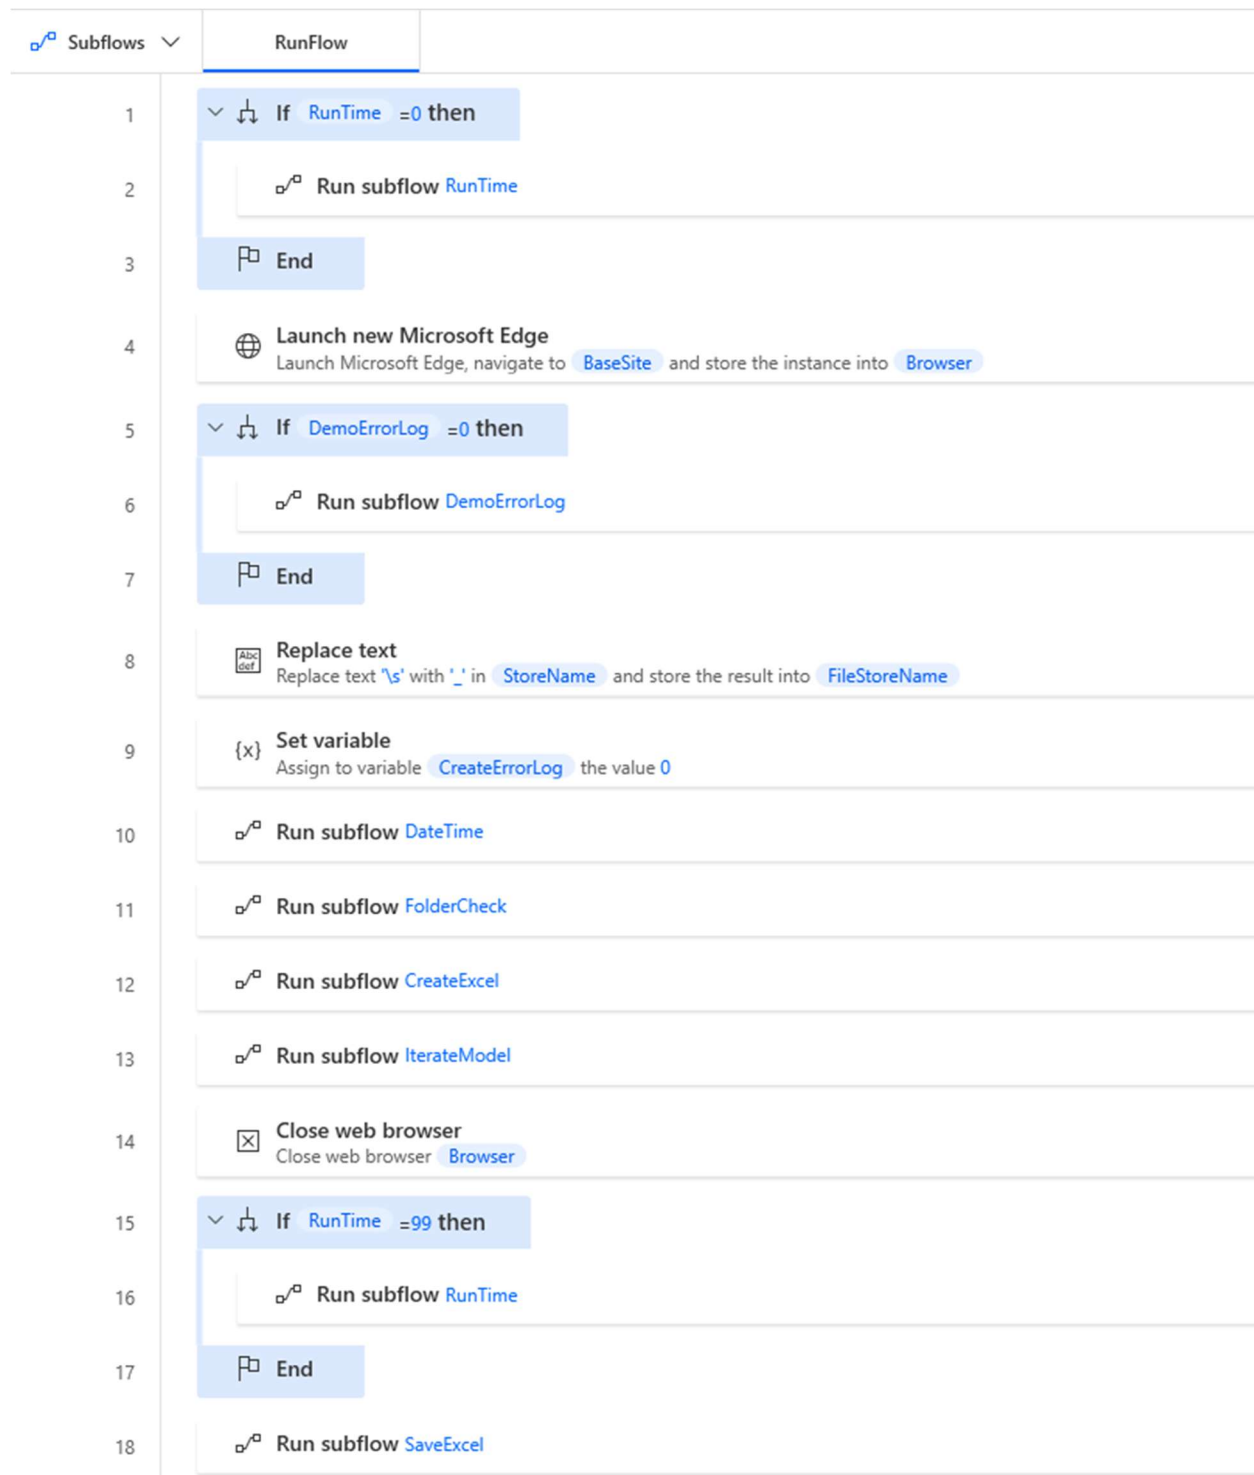 Subflows RunFlow
1 If RunTime =0 then
2 Run subflow RunTime
3 End
4 Launch new Microsoft Edge
Launch Microsoft Edge, navigate to BaseSite and store the instance into Browser
5 If DemoErrorLog =0 then
6 Run subflow DemoErrorLog
7 End
8 Abc def Replace text
Replace text '\s' with '_' in StoreName and store the result into FileStoreName
9 {x} Set variable
Assign to variable CreateErrorLog the value 0
10 Run subflow DateTime
11 Run subflow FolderCheck
12 Run subflow CreateExcel
13 Run subflow IterateModel
14 Close web browser
Close web browser Browser
15 If RunTime =99 then
16 Run subflow RunTime
17 End
18 Run subflow SaveExcel